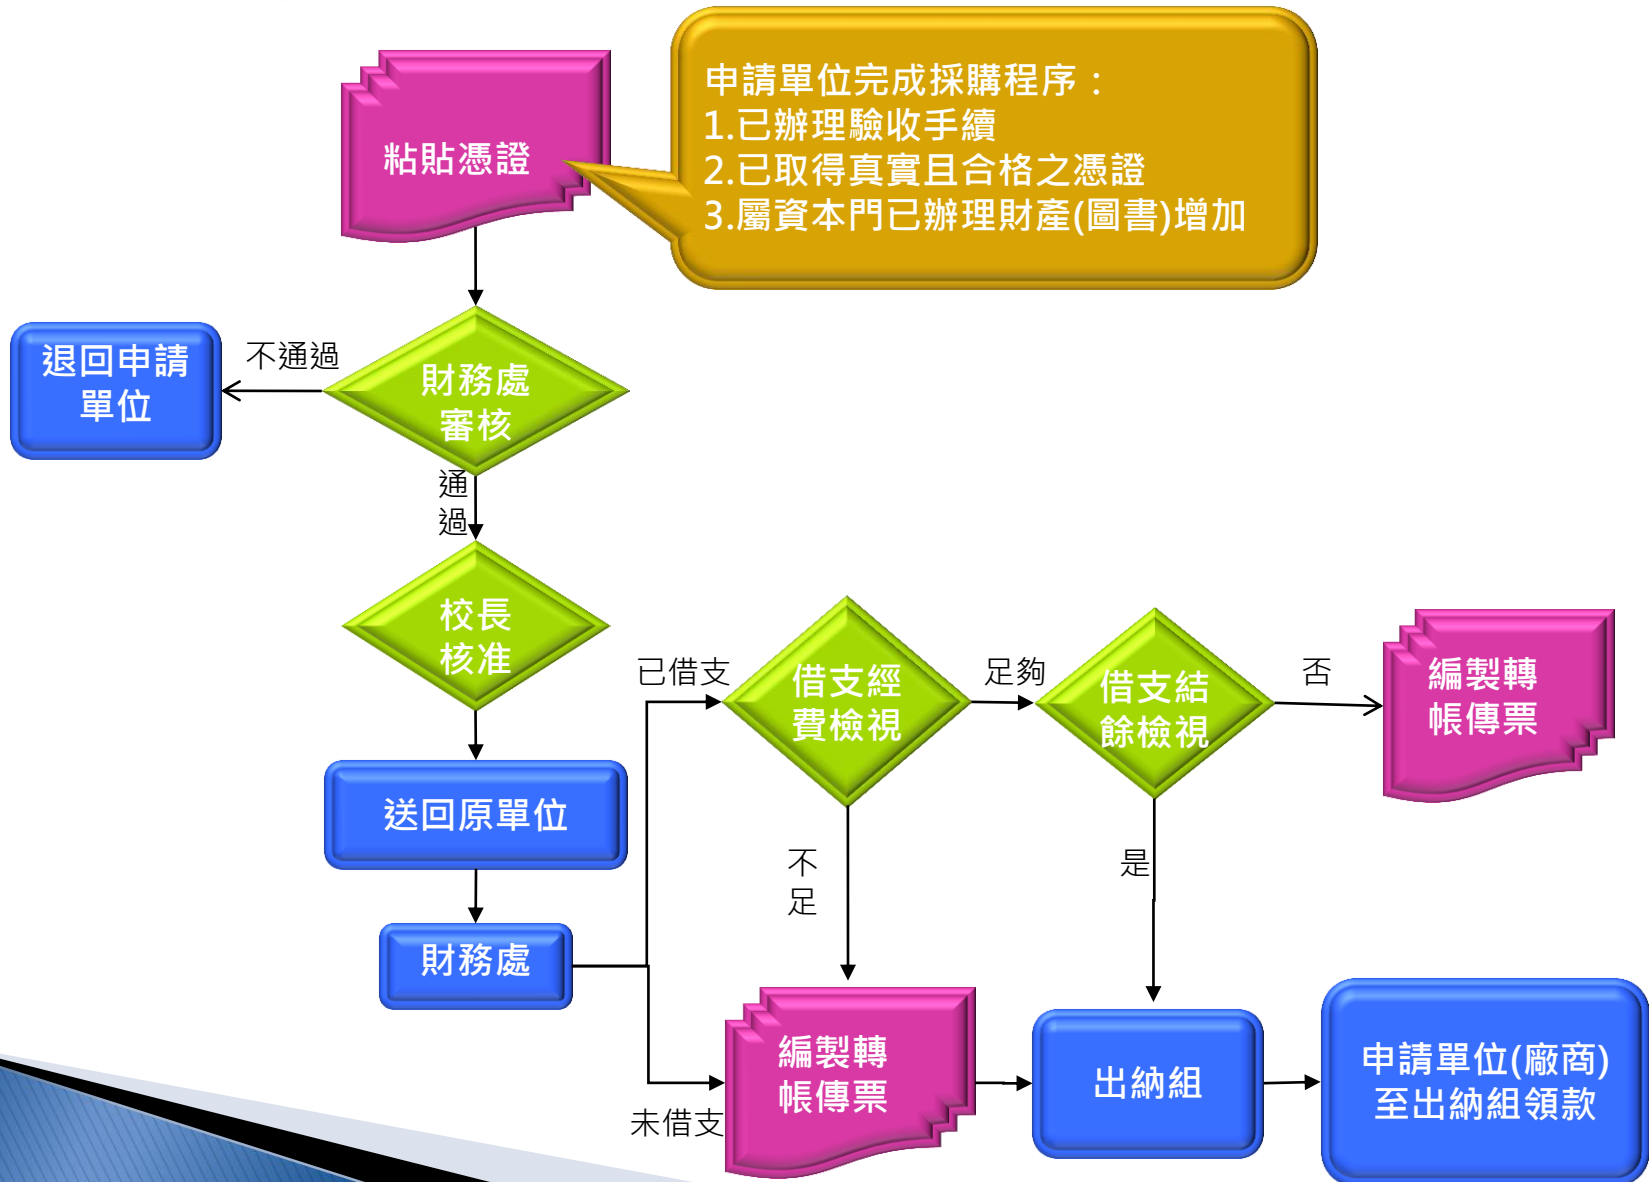 申請單位完成採購程序：
1.已辦理驗收手續
2.已取得真實且合格之憑證
3.屬資本門已辦理財產(圖書)增加
粘貼憑證
退回申請
單位
不通過
財務處
審核
通
過
校長
核准
送回原單位
財務處
已借支
借支經
費檢視
足夠
借支結
餘檢視
否
編製轉
帳傳票
不
足
是
未借支
編製轉
帳傳票
出納組
申請單位(廠商)
至出納組領款